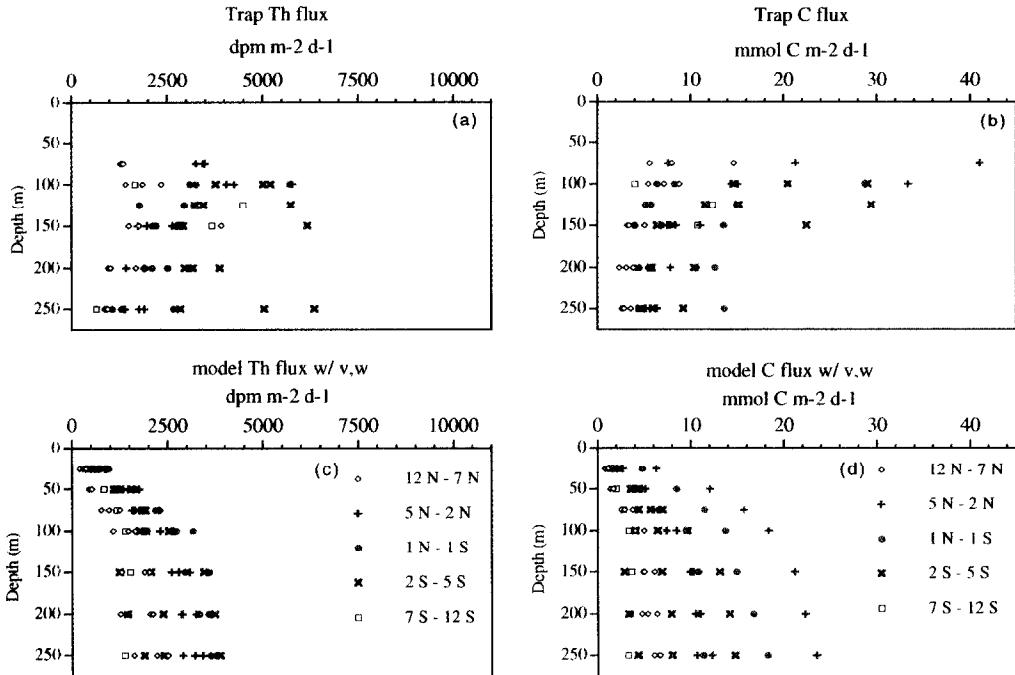 Trap Th flux
dpm m-2 d-1
0 2500 5000 7500 10000
0
50
100
150
200
250
Depth (m)
(a)
Trap C flux
mmol C m-2 d-1
0 10 20 30 40
0
50
100
150
200
250
Depth (m)
(b)
model Th flux w/ v,w
dpm m-2 d-1
0 2500 5000 7500 10000
0
50
100
150
200
250
Depth (m)
(c)
12 N - 7 N
5 N - 2 N
1 N - 1 S
2 S - 5 S
7 S - 12 S
model C flux w/ v,w
mmol C m-2 d-1
0 10 20 30 40
0
50
100
150
200
250
Depth (m)
(d)
12 N - 7 N
5 N - 2 N
1 N - 1 S
2 S - 5 S
7 S - 12 S